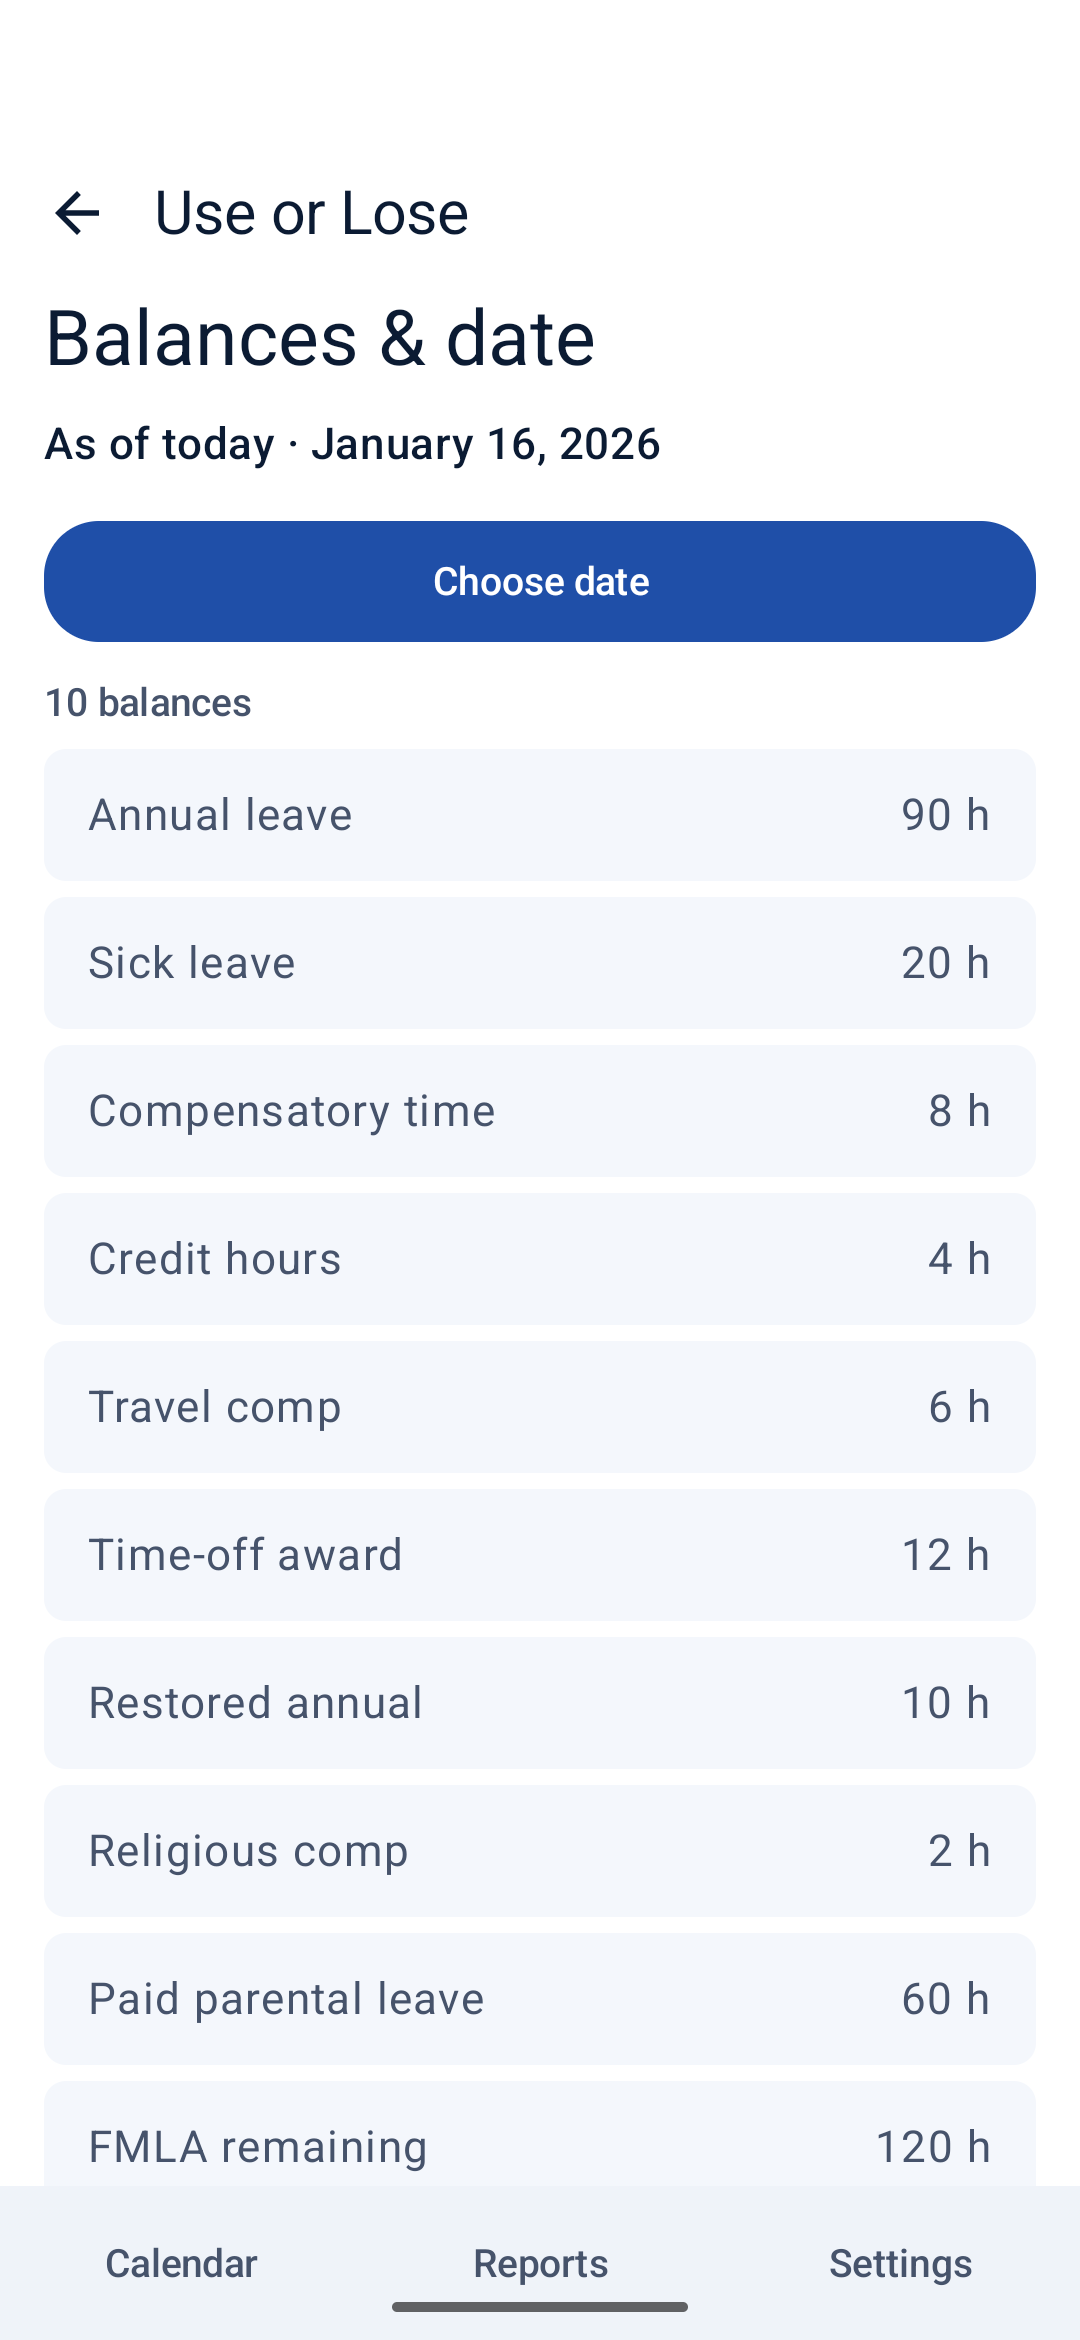 Use or Lose
Balances & date
As of today · January 16, 2026
Choose date
10 balances
Annual leave 90 h
Sick leave 20 h
Compensatory time 8 h
Credit hours 4 h
Travel comp 6 h
Time-off award 12 h
Restored annual 10 h
Religious comp 2 h
Paid parental leave 60 h
FMLA remaining 120 h
Calendar Reports Settings